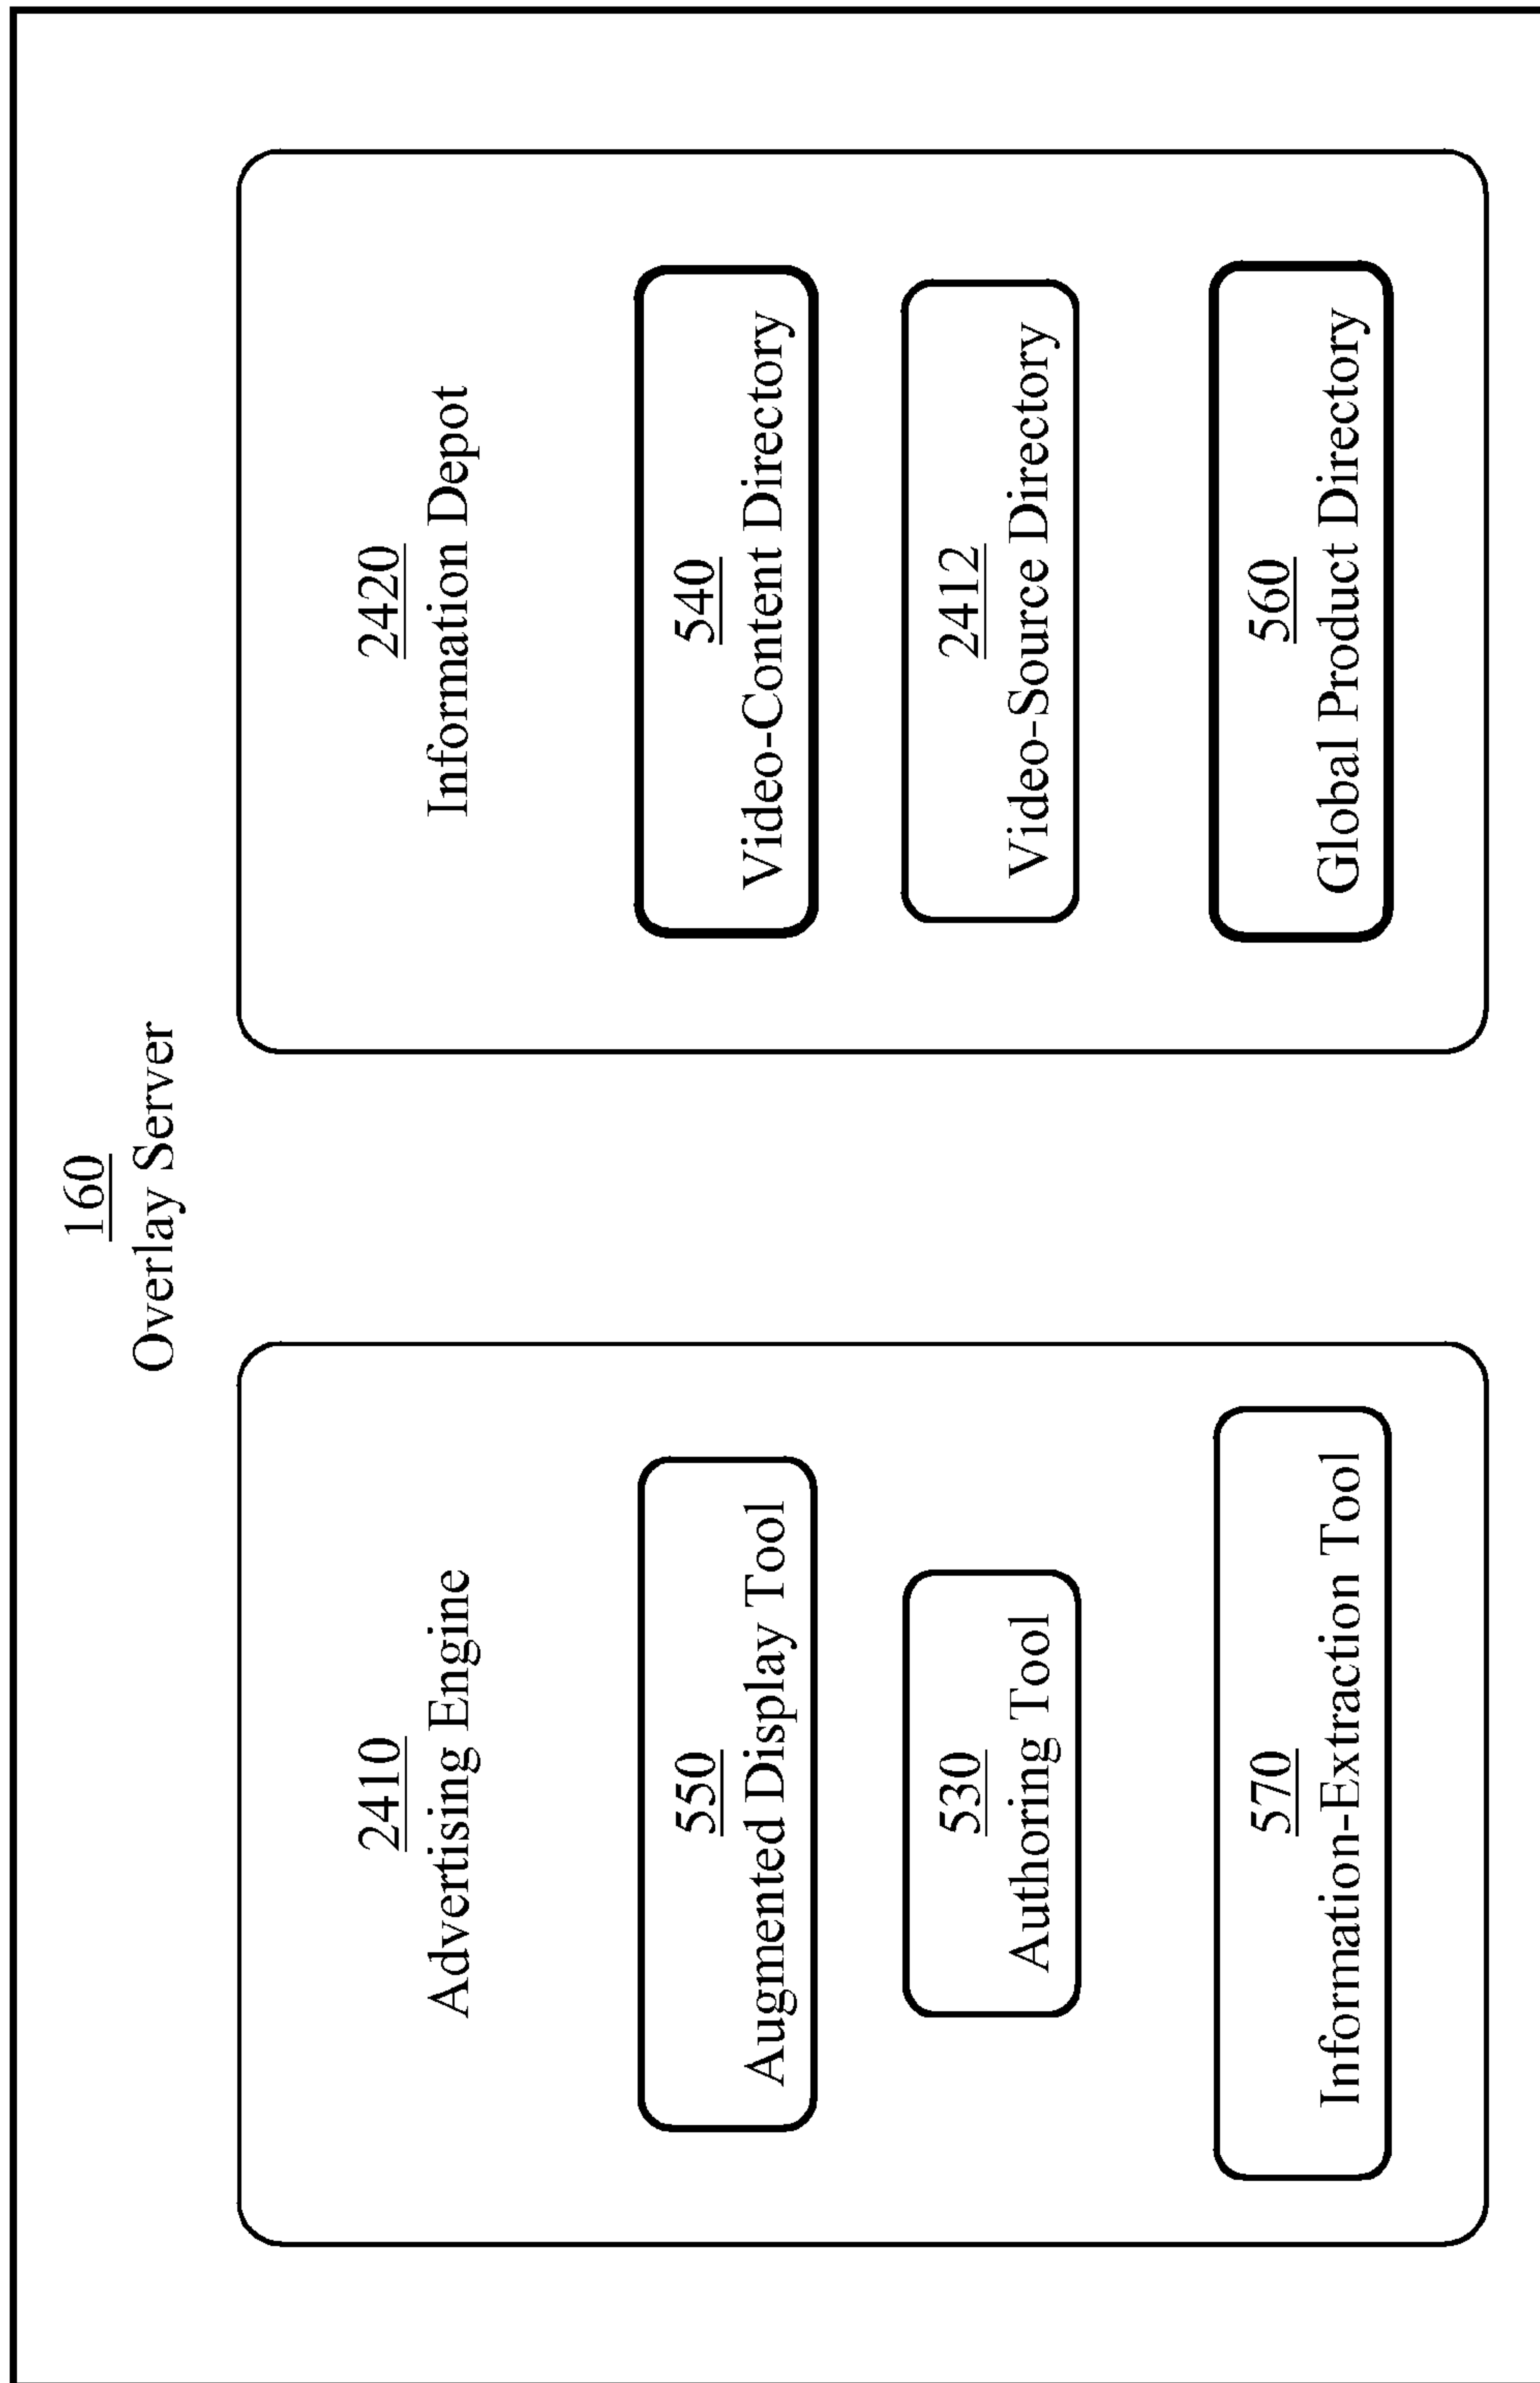 160
Overlay Server
2410
Advertising Engine
550
Augmented Display Tool
530
Authoring Tool
570
Information-Extraction Tool
2420
Information Depot
540
Video-Content Directory
2412
Video-Source Directory
560
Global Product Directory